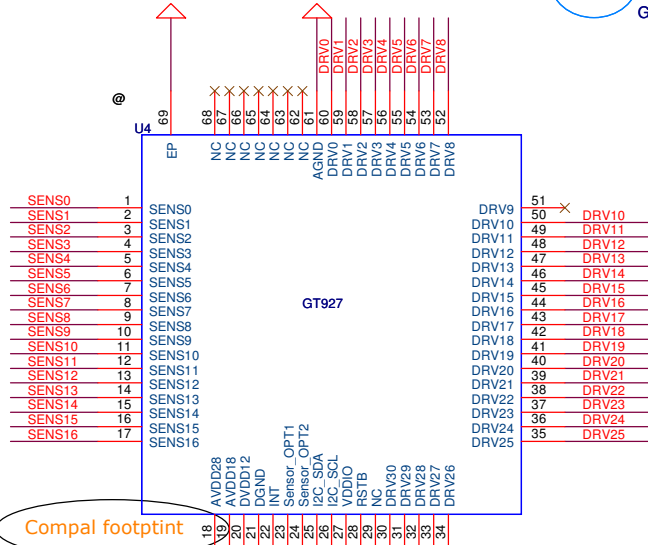 G
DRV0 DRV1 DRV2 DRV3 DRV4 DRV5 DRV6 DRV7 DRV8
@
69 68 67 66 65 64 63 62 61 60 59 58 57 56 55 54 53 52
U4
EP NC NC NC NC NC NC NC AGND DRV0 DRV1 DRV2 DRV3 DRV4 DRV5 DRV6 DRV7 DRV8
SENS0 1 SENS0 DRV9 51
SENS1 2 SENS1 DRV10 50 DRV10
SENS2 3 SENS2 DRV11 49 DRV11
SENS3 4 SENS3 DRV12 48 DRV12
SENS4 5 SENS4 DRV13 47 DRV13
SENS5 6 SENS5 DRV14 46 DRV14
SENS6 7 SENS6 DRV15 45 DRV15
SENS7 8 SENS7 DRV16 44 DRV16
SENS8 9 SENS8 DRV17 43 DRV17
SENS9 10 SENS9 DRV18 42 DRV18
SENS10 11 SENS10 DRV19 41 DRV19
SENS11 12 SENS11 DRV20 40 DRV20
SENS12 13 SENS12 DRV21 39 DRV21
SENS13 14 SENS13 DRV22 38 DRV22
SENS14 15 SENS14 DRV23 37 DRV23
SENS15 16 SENS15 DRV24 36 DRV24
SENS16 17 SENS16 DRV25 35 DRV25
GT927
AVDD28 AVDD18 DVDD12 DGND INT Sensor_OPT1 Sensor_OPT2 I2C_SDA I2C_SCL VDDIO RSTB NC DRV30 DRV29 DRV28 DRV27 DRV26
Compal footptint
18 19 20 21 22 23 24 25 26 27 28 29 30 31 32 33 34